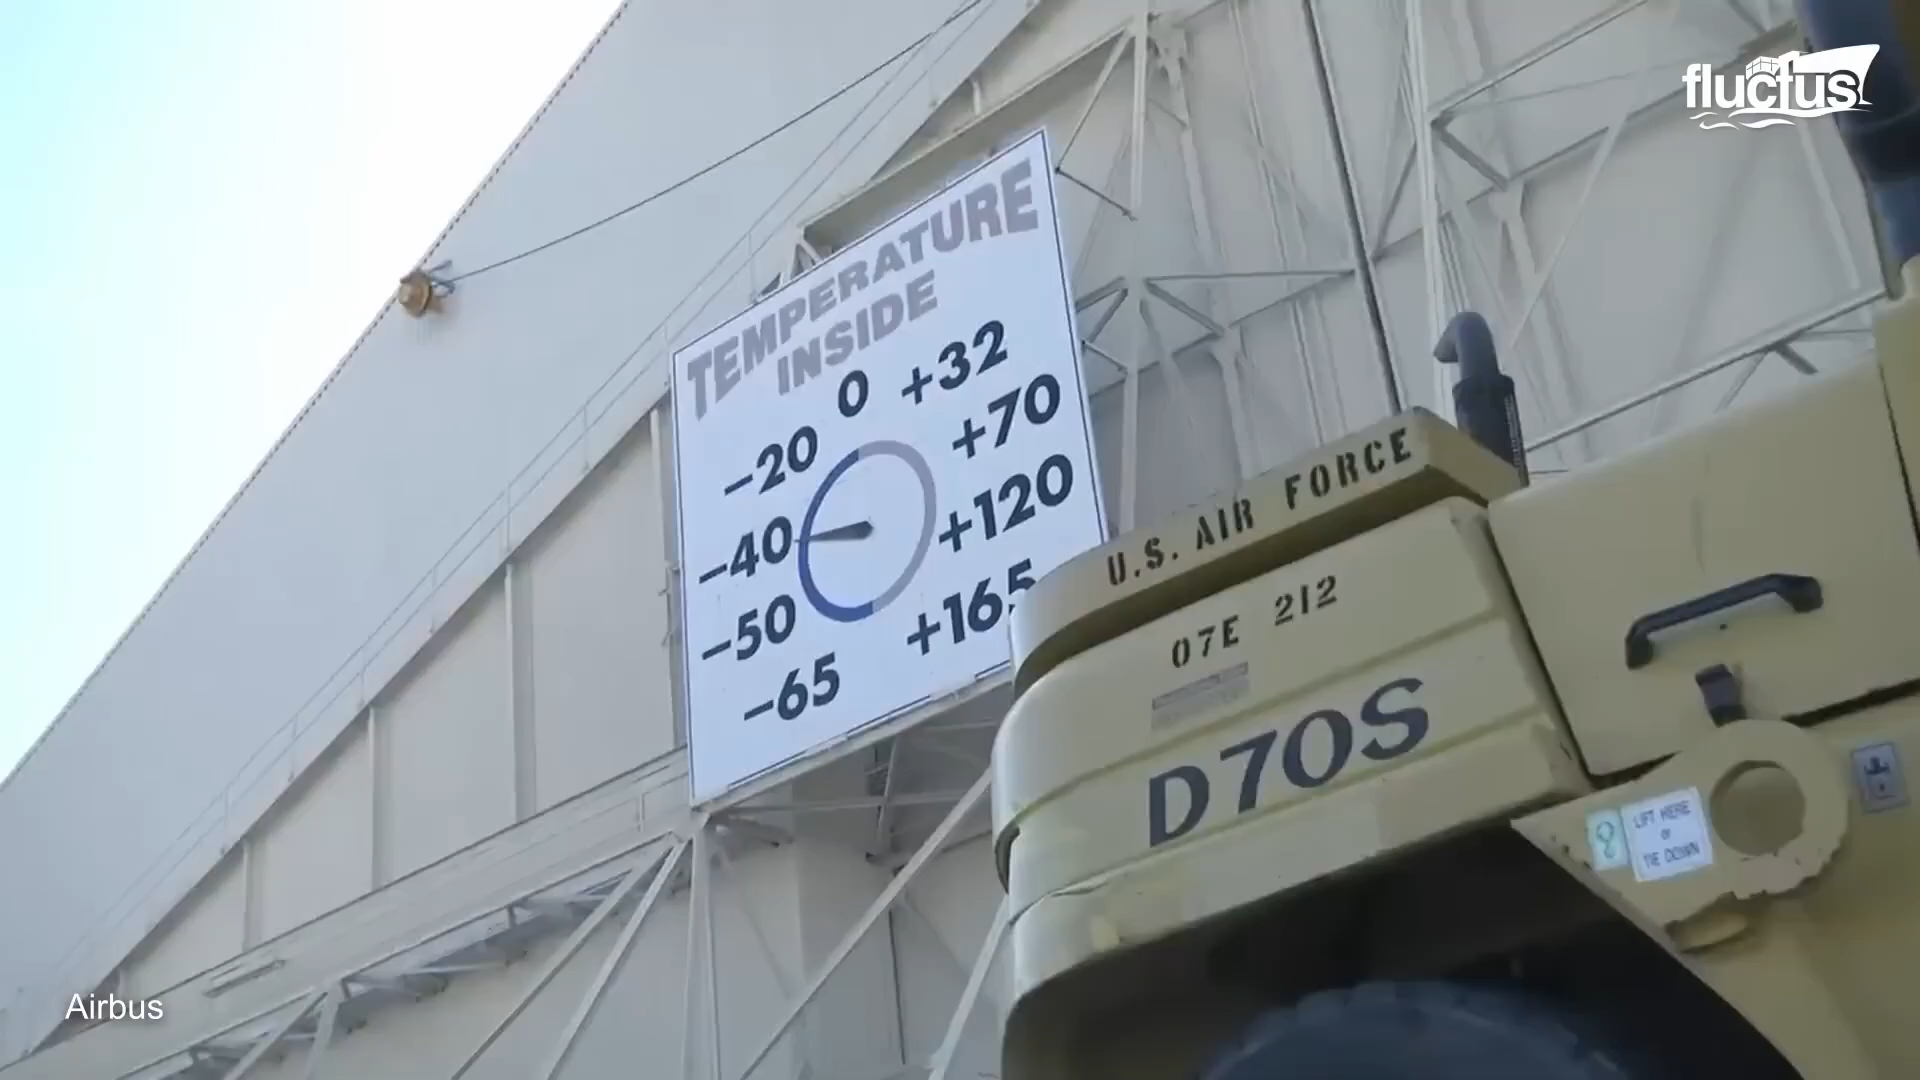 fluctus
TEMPERATURE
INSIDE
0 +32
-20 +70
-40 +120
-50 +165
-65
U.S. AIR FORCE
07E 212
D70S
8
LIFT HERE
or
TIE DOWN
Airbus